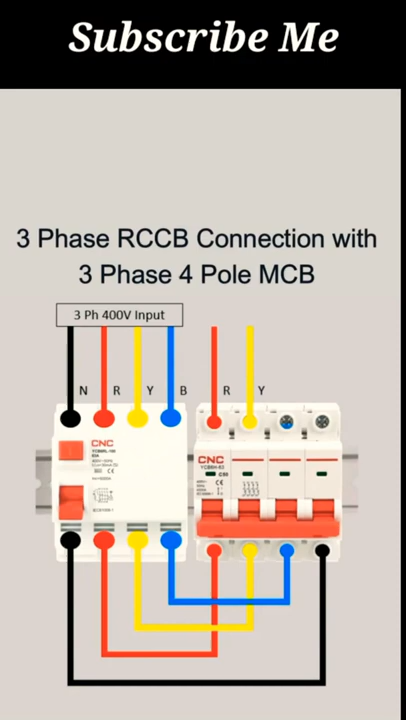 Subscribe Me
3 Phase RCCB Connection with
3 Phase 4 Pole MCB
3 Ph 400V Input
N R Y B R Y
CNC
CNC